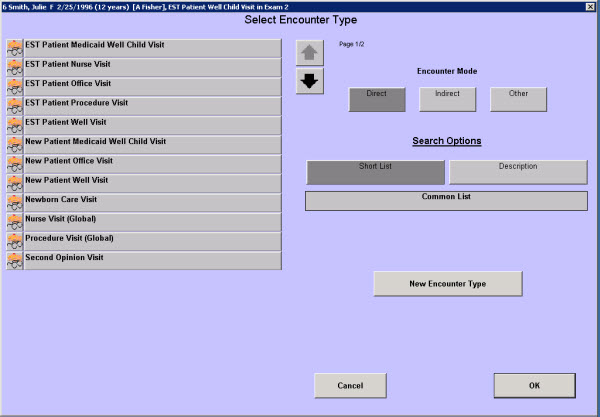 6 Smith, Julie F 2/25/1996 (12 years) [A Fisher], EST Patient Well Child Visit in Exam 2
Select Encounter Type
EST Patient Medicaid Well Child Visit
EST Patient Nurse Visit
EST Patient Office Visit
EST Patient Procedure Visit
EST Patient Well Visit
New Patient Medicaid Well Child Visit
New Patient Office Visit
New Patient Well Visit
Newborn Care Visit
Nurse Visit (Global)
Procedure Visit (Global)
Second Opinion Visit
Page 1/2
Encounter Mode
Direct Indirect Other
Search Options
Short List Description
Common List
New Encounter Type
Cancel OK